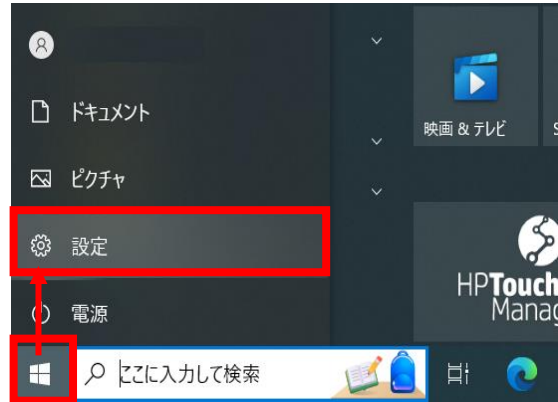 ドキュメント
映画 & テレビ
S
ピクチャ
設定
HPTouch
Manag
電源
ここに入力して検索